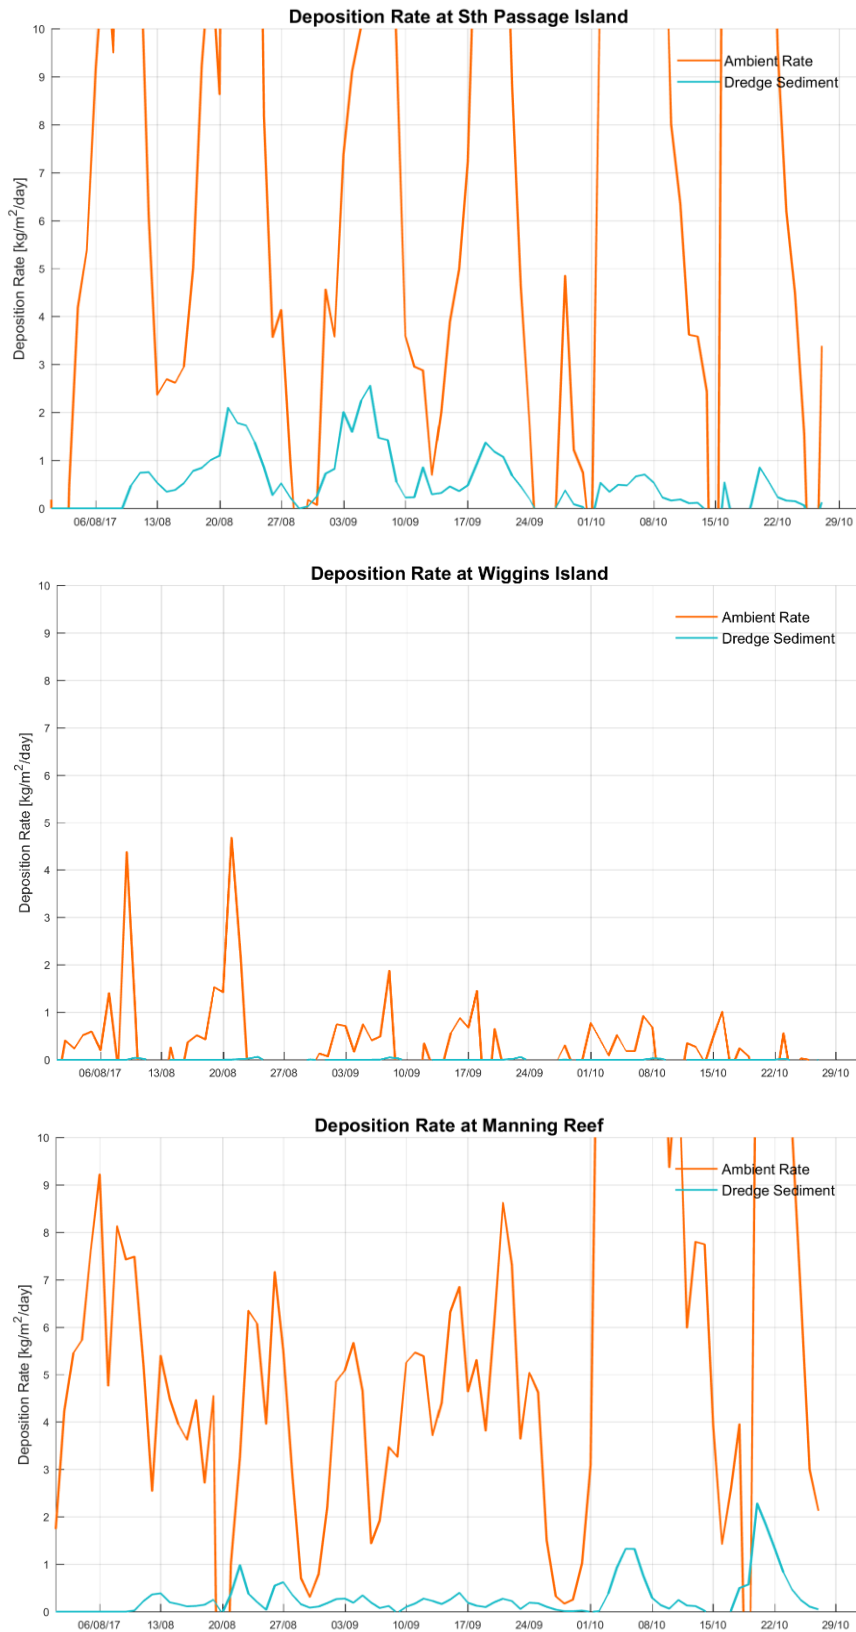 Deposition Rate at Sth Passage Island
Ambient Rate
Dredge Sediment
Deposition Rate [kg/m²/day]
10
9
8
7
6
5
4
3
2
1
0
06/08/17 13/08 20/08 27/08 03/09 10/09 17/09 24/09 01/10 08/10 15/10 22/10 29/10
Deposition Rate at Wiggins Island
Ambient Rate
Dredge Sediment
Deposition Rate [kg/m²/day]
10
9
8
7
6
5
4
3
2
1
0
06/08/17 13/08 20/08 27/08 03/09 10/09 17/09 24/09 01/10 08/10 15/10 22/10 29/10
Deposition Rate at Manning Reef
Ambient Rate
Dredge Sediment
Deposition Rate [kg/m²/day]
10
9
8
7
6
5
4
3
2
1
0
06/08/17 13/08 20/08 27/08 03/09 10/09 17/09 24/09 01/10 08/10 15/10 22/10 29/10